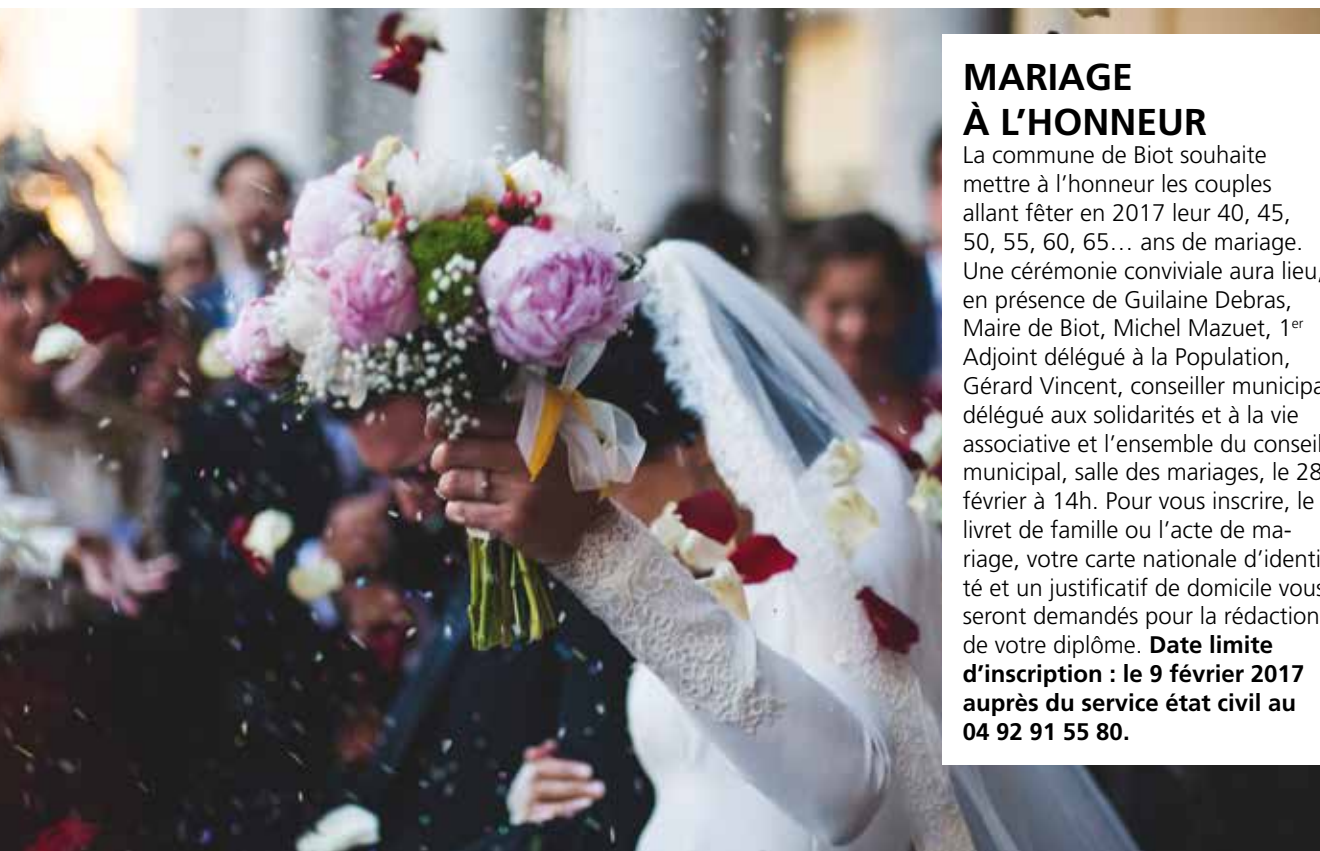 MARIAGE
À L’HONNEUR
La commune de Biot souhaite
mettre à l’honneur les couples
allant fêter en 2017 leur 40, 45,
50, 55, 60, 65… ans de mariage.
Une cérémonie conviviale aura lieu,
en présence de Guilaine Debras,
Maire de Biot, Michel Mazuet, 1er
Adjoint délégué à la Population,
Gérard Vincent, conseiller municipa
délégué aux solidarités et à la vie
associative et l’ensemble du conseil
municipal, salle des mariages, le 28
février à 14h. Pour vous inscrire, le
livret de famille ou l’acte de ma-
riage, votre carte nationale d’identi
té et un justificatif de domicile vous
seront demandés pour la rédaction
de votre diplôme. Date limite
d’inscription : le 9 février 2017
auprès du service état civil au
04 92 91 55 80.